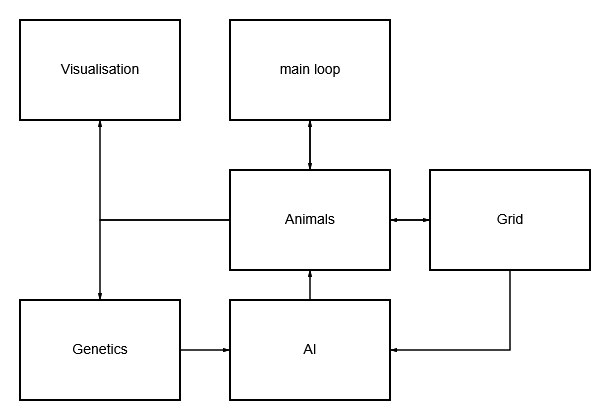 Visualisation
main loop
Animals
Grid
Genetics
AI